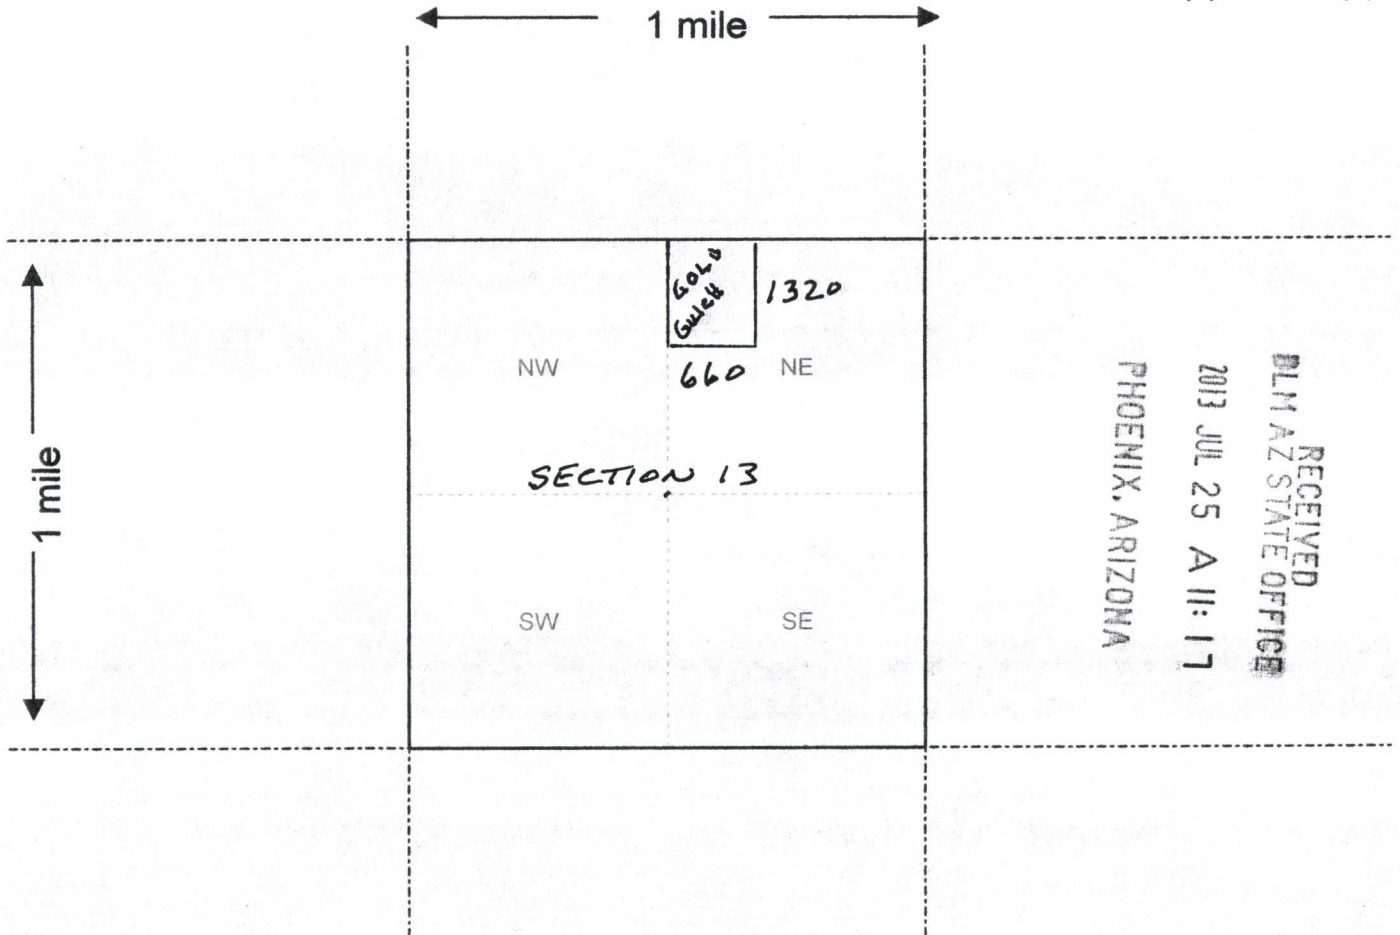 1 mile
GOLD
GULCH
1320
NW
660
NE
1 mile
SECTION 13
SW
SE
RECEIVED
BLM AZ STATE OFFICE
2013 JUL 25 A 11:17
PHOENIX, ARIZONA